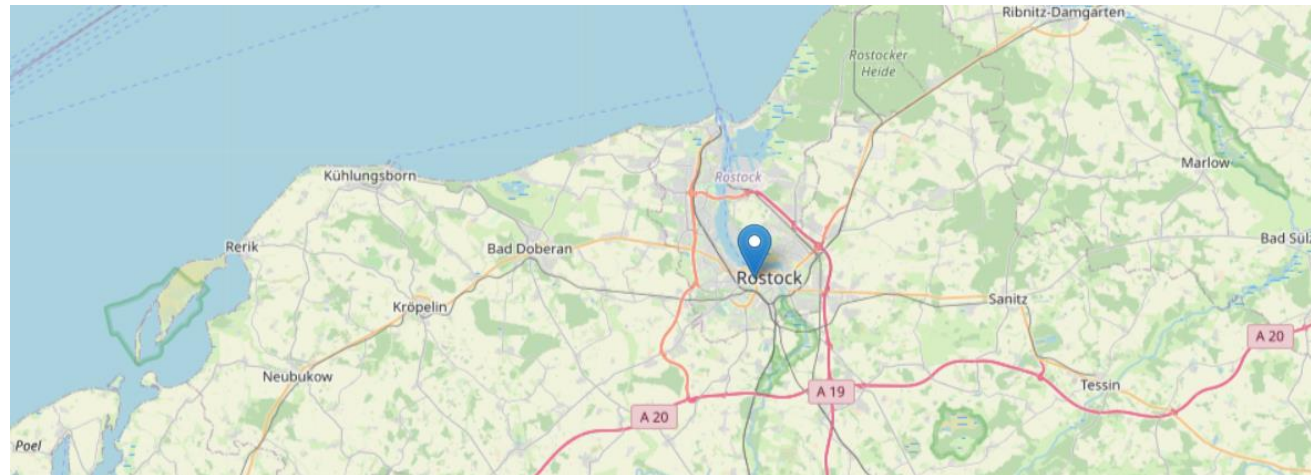 Ribnitz-Damgarten
Rostocker
Heide
Marlow
Kühlungsborn
Rostock
Rerik
Bad Doberan
Bad Sülz
Rostock
Sanitz
Kröpelin
A 20
Neubukow
Tessin
A 19
A 20
Poel